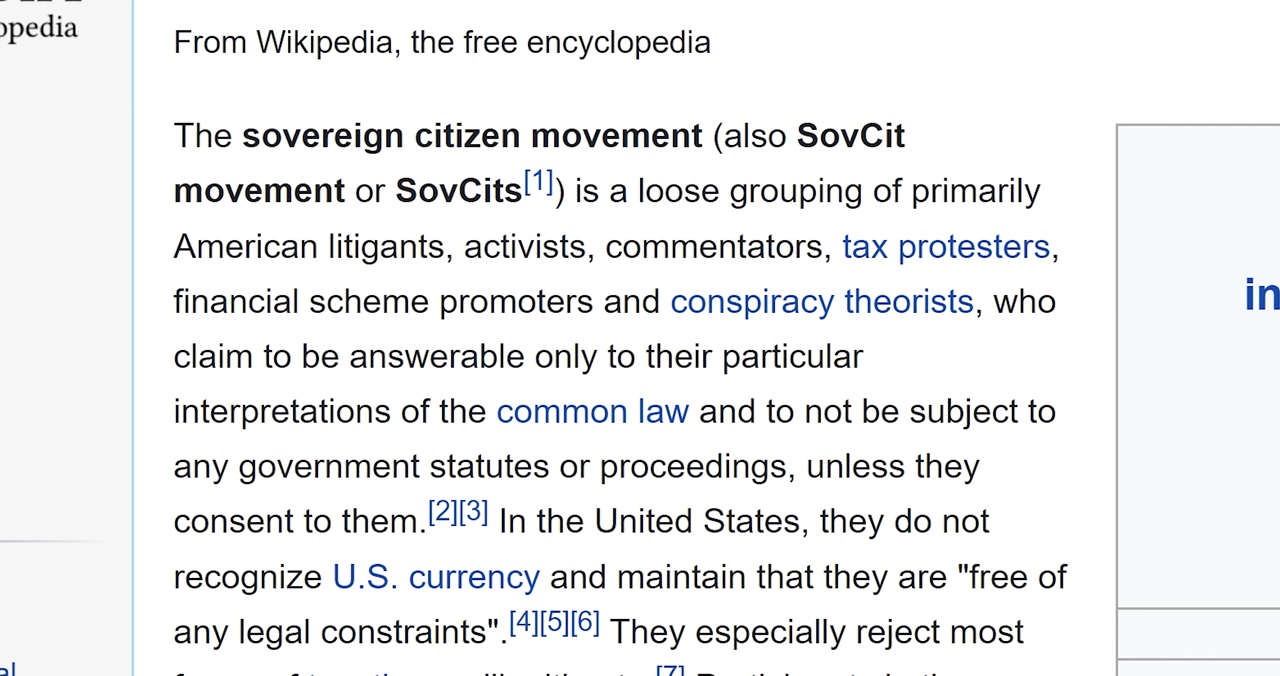 opedia
From Wikipedia, the free encyclopedia
The sovereign citizen movement (also SovCit
movement or SovCits[1]) is a loose grouping of primarily
American litigants, activists, commentators, tax protesters,
financial scheme promoters and conspiracy theorists, who
in
claim to be answerable only to their particular
interpretations of the common law and to not be subject to
any government statutes or proceedings, unless they
consent to them.[2][3] In the United States, they do not
recognize U.S. currency and maintain that they are "free of
any legal constraints".[4][5][6] They especially reject most
al
[7]